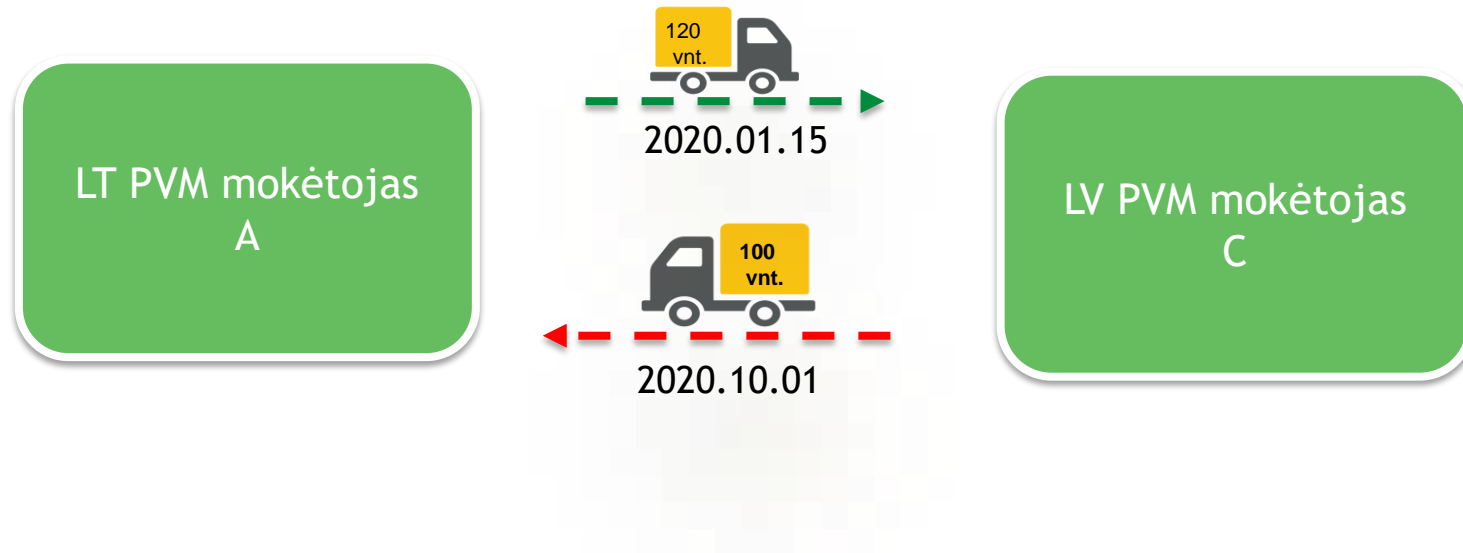 LT PVM mokėtojas
A
120
vnt.
2020.01.15
100
vnt.
2020.10.01
LV PVM mokėtojas
C